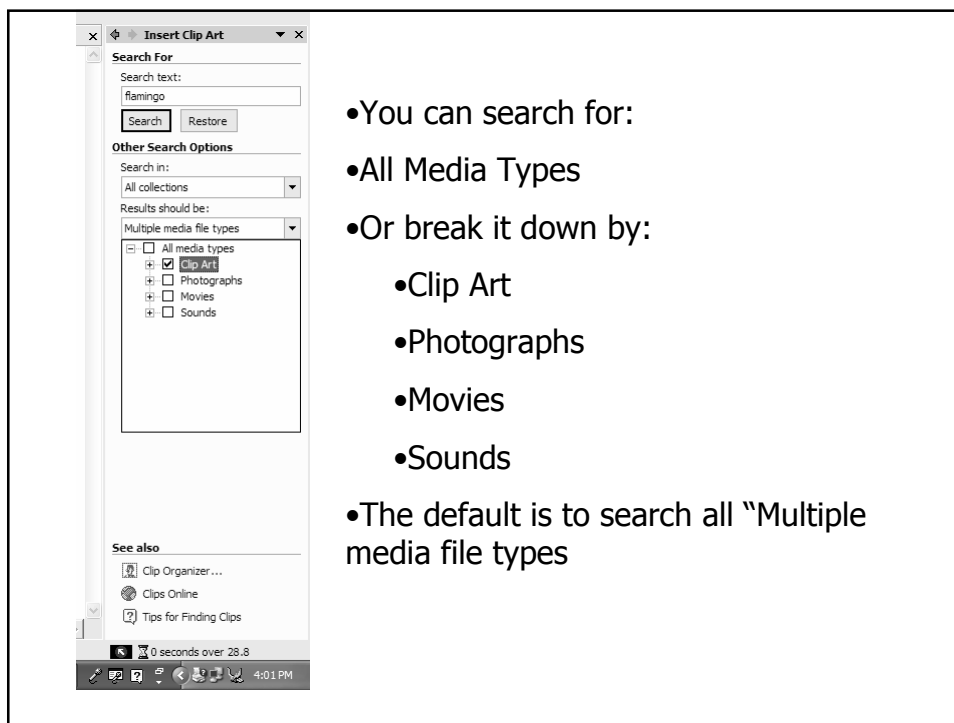 Insert Clip Art
Search For
Search text:
flamingo
Search Restore
Other Search Options
Search in:
All collections
Results should be:
Multiple media file types
All media types
Clip Art
Photographs
Movies
Sounds
See also
Clip Organizer...
Clips Online
Tips for Finding Clips
0 seconds over 28.8
4:01 PM
•You can search for:
•All Media Types
•Or break it down by:
•Clip Art
•Photographs
•Movies
•Sounds
•The default is to search all “Multiple
media file types